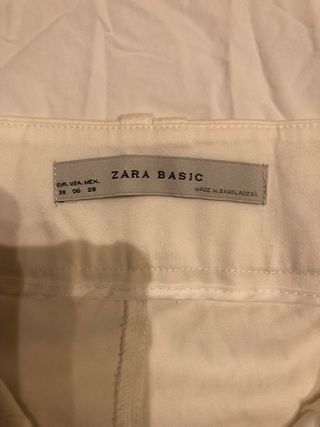 EUR. USA. MEX.
38 06 28
ZARA BASIC
MADE IN BANGLADESH